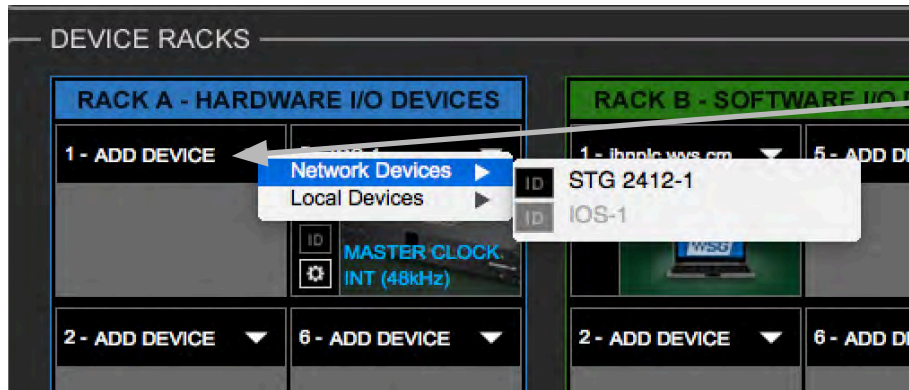 DEVICE RACKS
RACK A - HARDWARE I/O DEVICES
RACK B - SOFTWARE I/O
1 - ADD DEVICE
Network Devices
Local Devices
ID STG 2412-1
ID IOS-1
ID
MASTER CLOCK
INT (48kHz)
5 - ADD
WSG
2 - ADD DEVICE
6 - ADD DEVICE
2 - ADD DEVICE
6 - ADD